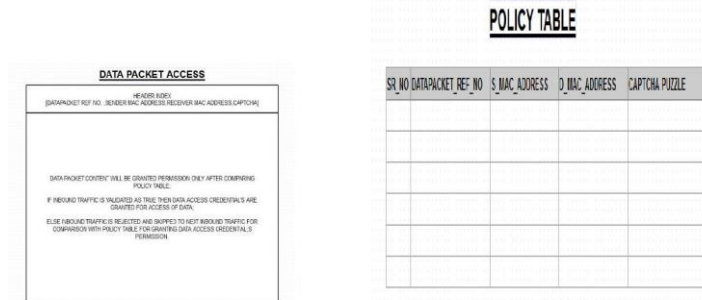 DATA PACKET ACCESS
HEADER INDEX
[DATAPACKET REF NO. ,SENDER MAC ADDRESS,RECEIVER MAC ADDRESS,CAPTCHA]
DATA PACKET CONTENT" WILL BE GRANTED PERMISSION ONLY AFTER COMPARING
POLICY TABLE;
IF INBOUND TRAFFIC IS VALIDATED AS TRUE THEN DATA ACCESS CREDENTIAL'S ARE
GRANTED FOR ACCESS OF DATA;
ELSE INBOUND TRAFFIC IS REJECTED AND SKIPPED TO NEXT INBOUND TRAFFIC FOR
COMPARISON WITH POLICY TABLE FOR GRANTING DATA ACCESS CREDENTIAL'S
PERMISSION.
POLICY TABLE
SR_NO DATAPACKET_REF_NO S_MAC_ADDRESS D_MAC_ADDRESS CAPTCHA PUZZLE